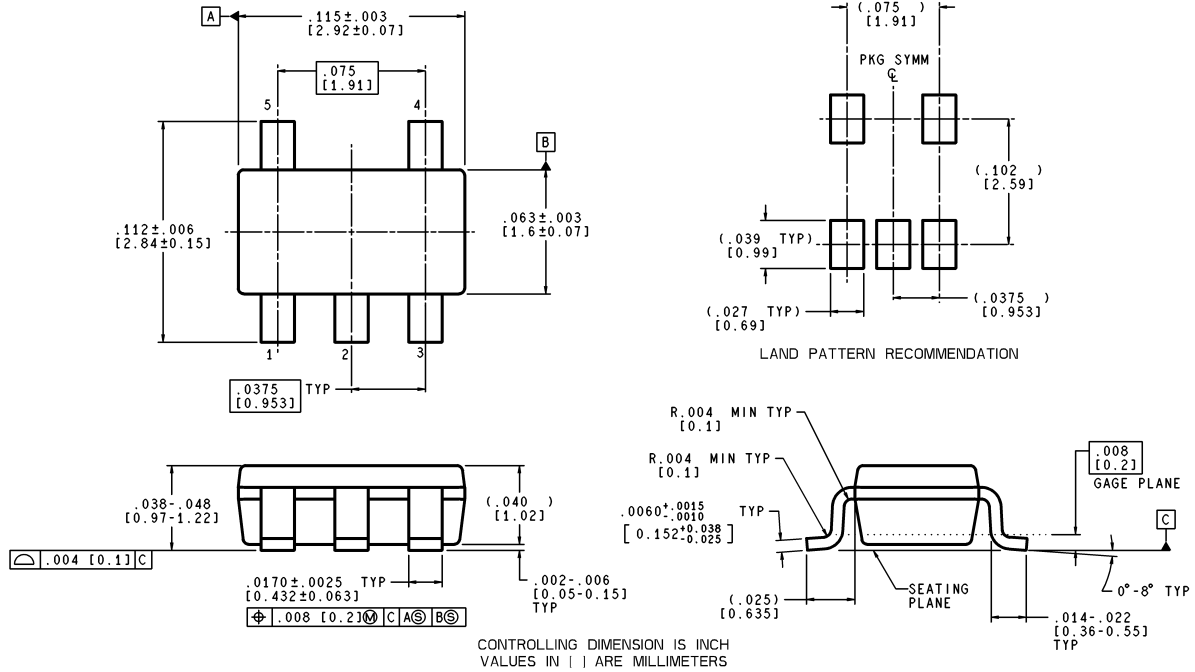 A
.115±.003
[2.92±0.07]
.075
[1.91]
5
4
B
.112±.006
[2.84±0.15]
.063±.003
[1.6±0.07]
1
2
3
.0375 TYP
[0.953]
(.075 )
[1.91]
PKG SYMM
℄
(.102 )
[2.59]
(.039 TYP)
[0.99]
(.027 TYP)
[0.69]
(.0375 )
[0.953]
LAND PATTERN RECOMMENDATION
.038-.048
[0.97-1.22]
(.040 )
[1.02]
⌓ .004 [0.1] C
.0170±.0025 TYP
[0.432±0.063]
⌖ .008 [0.2]Ⓜ C AⓈ BⓈ
.002-.006
[0.05-0.15]
TYP
R.004 MIN TYP
[0.1]
R.004 MIN TYP
[0.1]
.0060+.0015 -.0010 TYP
[0.152+0.038 -0.025]
.008
[0.2]
GAGE PLANE
C
(.025)
[0.635]
SEATING
PLANE
0°-8° TYP
.014-.022
[0.36-0.55]
TYP
CONTROLLING DIMENSION IS INCH
VALUES IN [ ] ARE MILLIMETERS